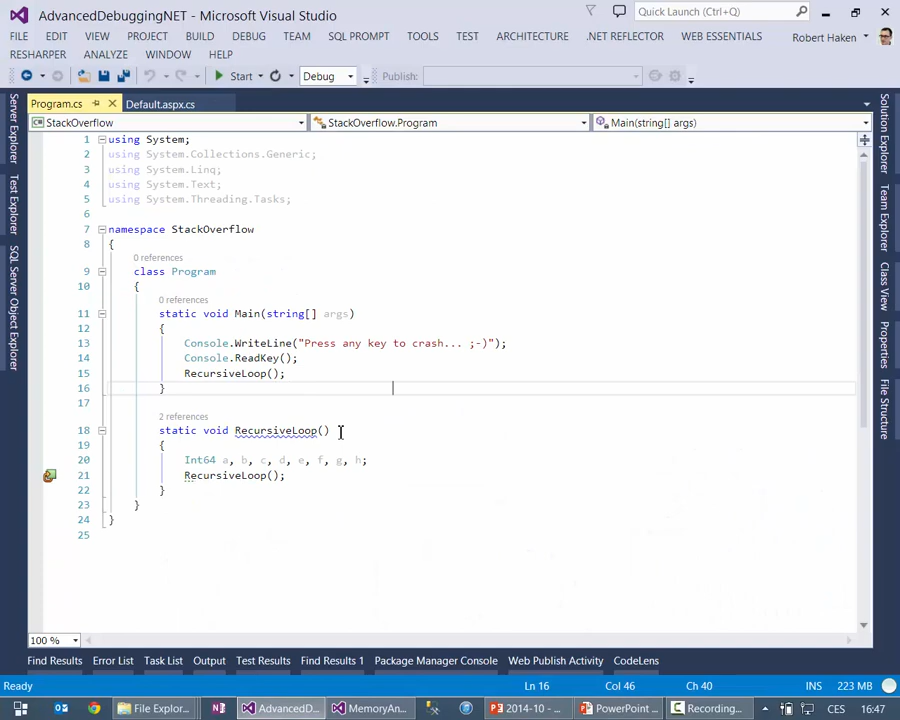 AdvancedDebuggingNET - Microsoft Visual Studio
Quick Launch (Ctrl+Q)
FILE EDIT VIEW PROJECT BUILD DEBUG TEAM SQL PROMPT TOOLS TEST ARCHITECTURE .NET REFLECTOR WEB ESSENTIALS Robert Haken
RESHARPER ANALYZE WINDOW HELP
Start Debug Publish:
Program.cs Default.aspx.cs
StackOverflow StackOverflow.Program Main(string[] args)
1 using System;
2 using System.Collections.Generic;
3 using System.Linq;
4 using System.Text;
5 using System.Threading.Tasks;
6
7 namespace StackOverflow
8 {
0 references
9 class Program
10 {
0 references
11 static void Main(string[] args)
12 {
13 Console.WriteLine("Press any key to crash... ;-)");
14 Console.ReadKey();
15 RecursiveLoop();
16 }
17
2 references
18 static void RecursiveLoop()
19 {
20 Int64 a, b, c, d, e, f, g, h;
21 RecursiveLoop();
22 }
23 }
24 }
25
Server Explorer
Test Explorer
SQL Server Object Explorer
Solution Explorer
Team Explorer
Class View
Properties
File Structure
100 %
Find Results Error List Task List Output Test Results Find Results 1 Package Manager Console Web Publish Activity CodeLens
Ready Ln 16 Col 46 Ch 40 INS 223 MB
File Explor... AdvancedD... MemoryAn... 2014-10 - ... PowerPoint ... Recording... CES 16:47